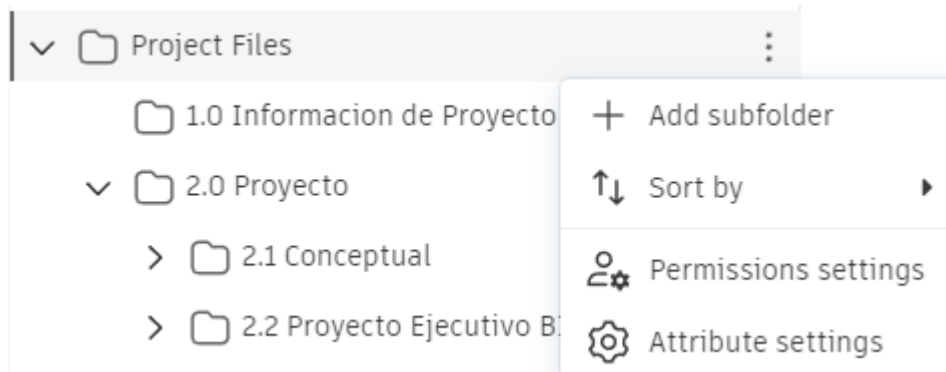 Project Files
1.0 Informacion de Proyecto
Add subfolder
2.0 Proyecto
Sort by
2.1 Conceptual
Permissions settings
2.2 Proyecto Ejecutivo
Attribute settings